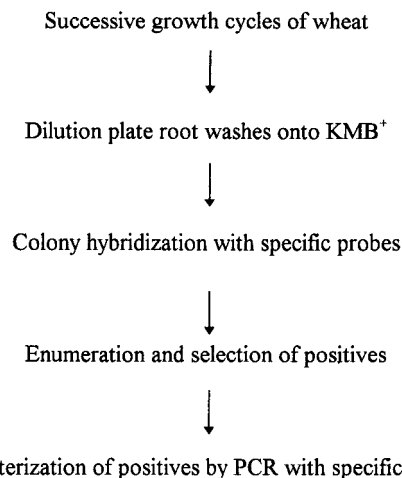 Successive growth cycles of wheat
Dilution plate root washes onto KMB⁺
Colony hybridization with specific probes
Enumeration and selection of positives
terization of positives by PCR with specific